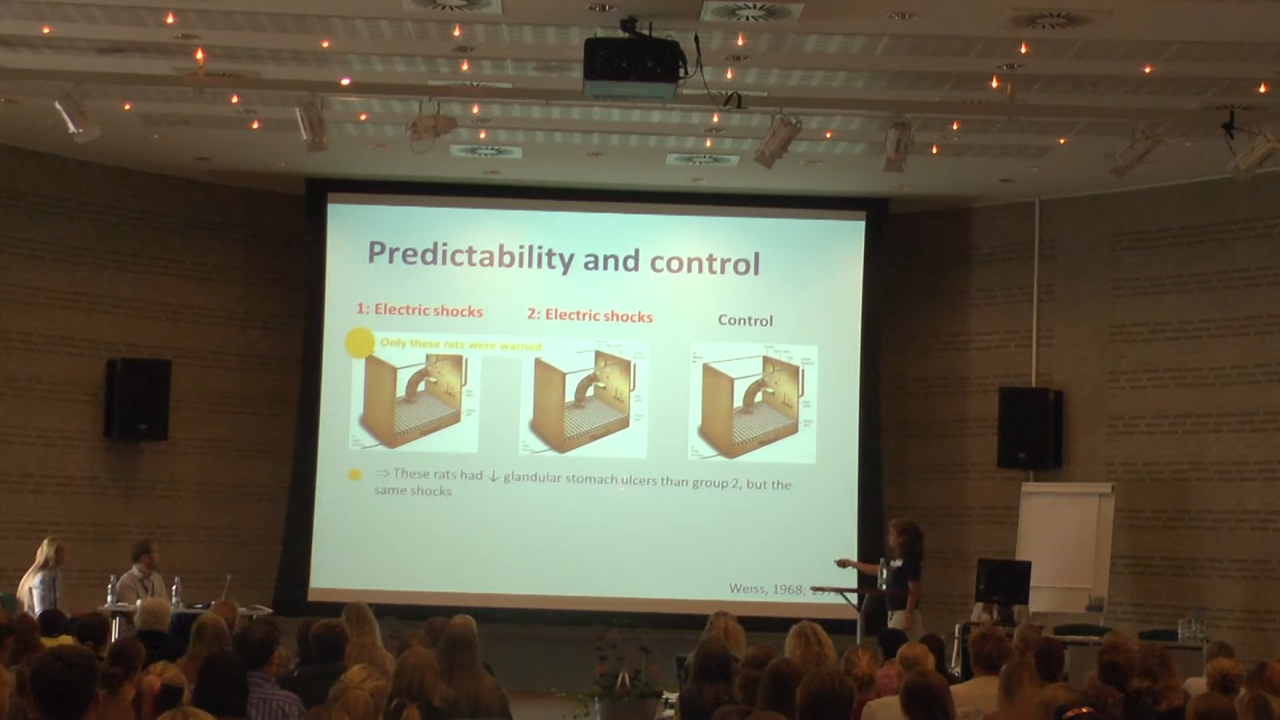 Predictability and control
1: Electric shocks
2: Electric shocks
Control
Only these rats were warned
⇒ These rats had ↓ glandular stomach ulcers than group 2, but the
same shocks
Weiss, 1968;